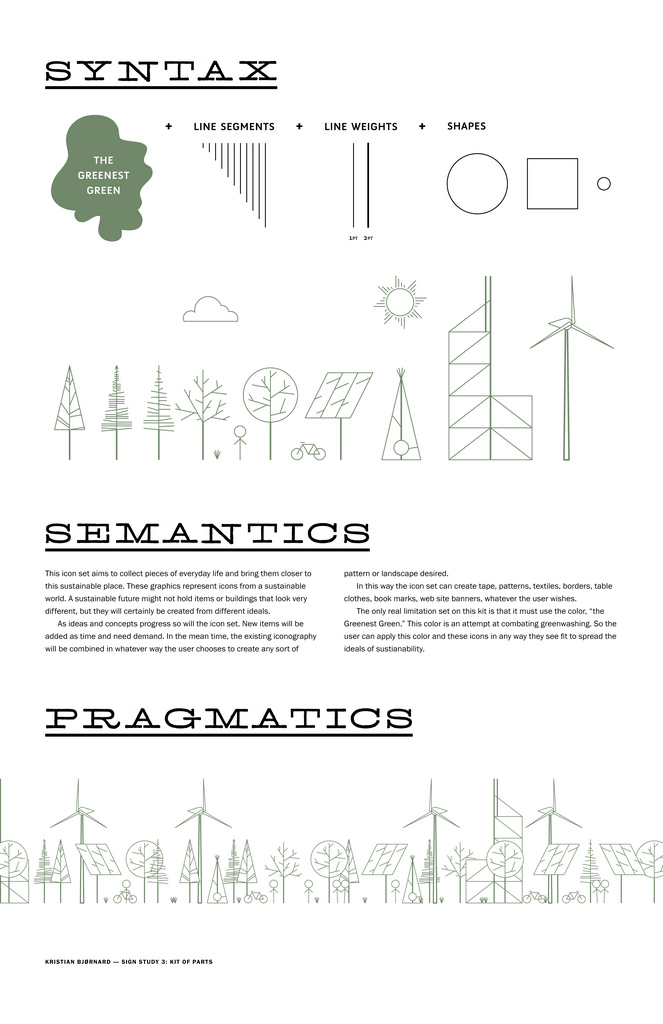 SYNTAX
THE
GREENEST
GREEN
+ LINE SEGMENTS + LINE WEIGHTS + SHAPES
1PT 2PT
SEMANTICS
This icon set aims to collect pieces of everyday life and bring them closer to
this sustainable place. These graphics represent icons from a sustainable
world. A sustainable future might not hold items or buildings that look very
different, but they will certainly be created from different ideals.
As ideas and concepts progress so will the icon set. New items will be
added as time and need demand. In the mean time, the existing iconography
will be combined in whatever way the user chooses to create any sort of
pattern or landscape desired.
In this way the icon set can create tape, patterns, textiles, borders, table
clothes, book marks, web site banners, whatever the user wishes.
The only real limitation set on this kit is that it must use the color, “the
Greenest Green.” This color is an attempt at combating greenwashing. So the
user can apply this color and these icons in any way they see fit to spread the
ideals of sustianability.
PRAGMATICS
KRISTIAN BJØRNARD — SIGN STUDY 3: KIT OF PARTS